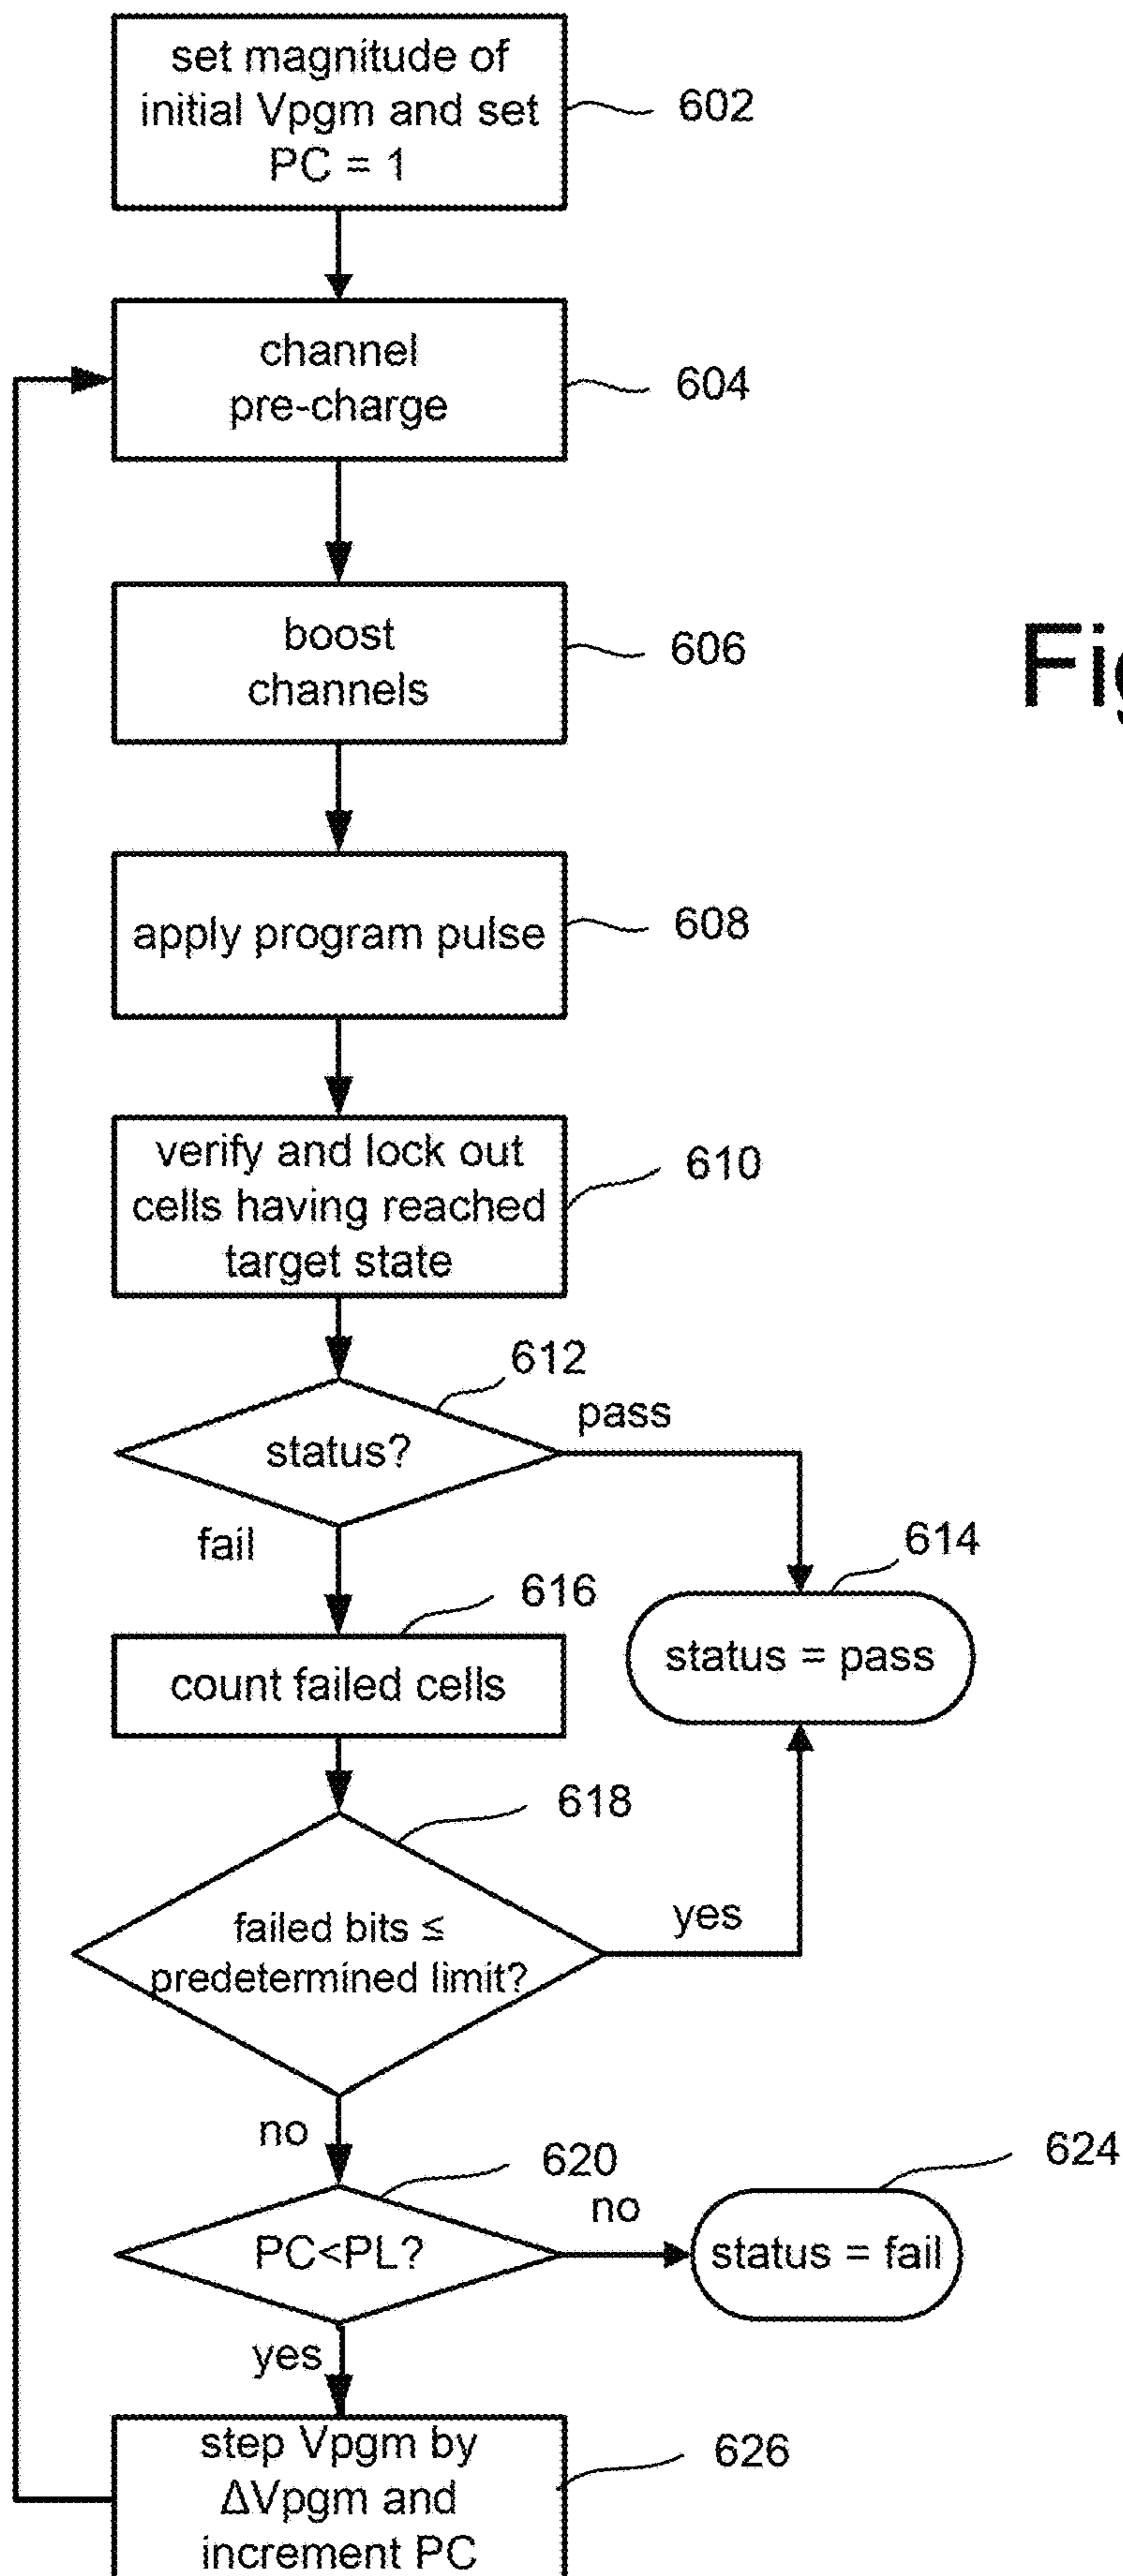 set magnitude of
initial Vpgm and set
PC = 1
602
channel
pre-charge
604
boost
channels
606
Fig
apply program pulse
608
verify and lock out
cells having reached
target state
610
612
status?
pass
fail
614
status = pass
616
count failed cells
618
failed bits ≤
predetermined limit?
yes
no
620
PC<PL?
no
624
status = fail
yes
step Vpgm by
ΔVpgm and
increment PC
626